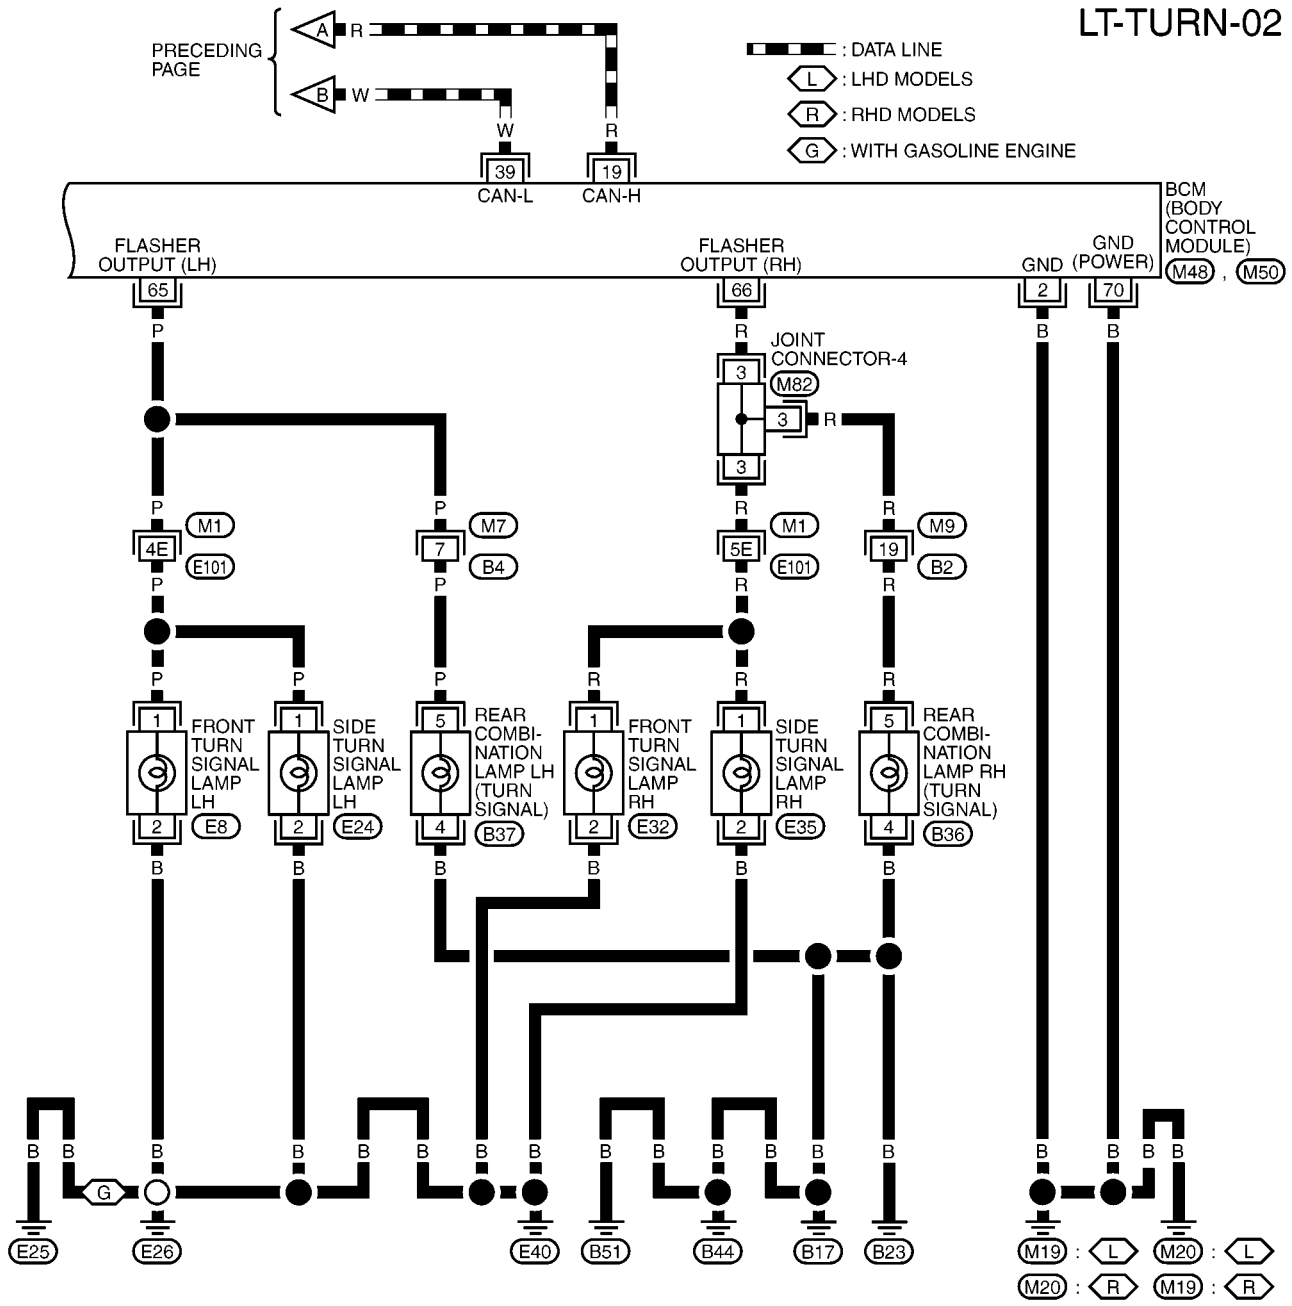 LT-TURN-02
PRECEDING
PAGE
A R
B W
: DATA LINE
L : LHD MODELS
R : RHD MODELS
G : WITH GASOLINE ENGINE
W R
39 19
CAN-L CAN-H
BCM
(BODY
CONTROL
MODULE)
M48 , M50
FLASHER
OUTPUT (LH)
FLASHER
OUTPUT (RH)
GND
GND
(POWER)
65 66 2 70
P R B B
JOINT
CONNECTOR-4
M82
3
3 R
3
P P R R
M1 M7 M1 M9
4E 7 5E 19
E101 B4 E101 B2
P P R R
P P P R R R
1 1 5 1 1 5
FRONT
TURN
SIGNAL
LAMP
LH
E8
SIDE
TURN
SIGNAL
LAMP
LH
E24
REAR
COMBI-
NATION
LAMP LH
(TURN
SIGNAL)
B37
FRONT
TURN
SIGNAL
LAMP
RH
E32
SIDE
TURN
SIGNAL
LAMP
RH
E35
REAR
COMBI-
NATION
LAMP RH
(TURN
SIGNAL)
B36
2 2 4 2 2 4
B B B B B B
B B B B B B B B B B B B B B B B B B
G
E25 E26 E40 B51 B44 B17 B23
M19 : L M20 : L
M20 : R M19 : R